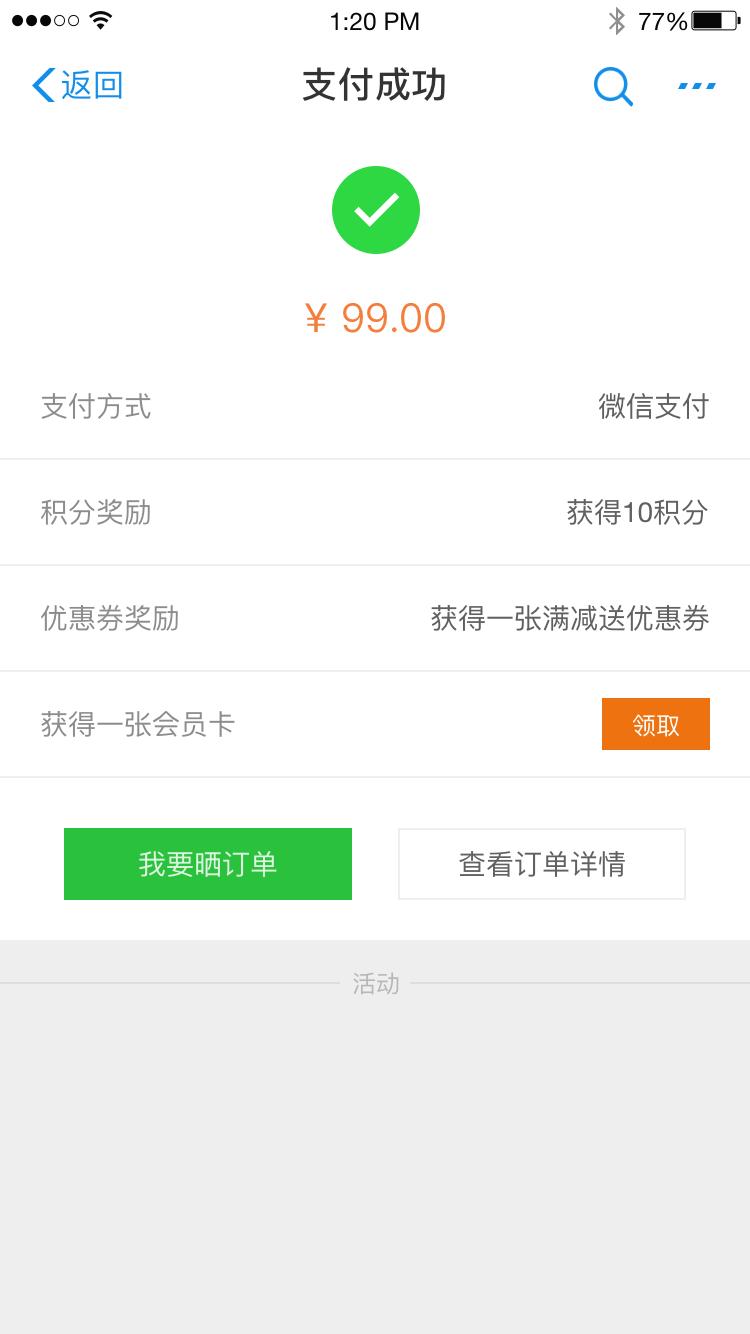 1:20 PM 77%
返回 支付成功
¥ 99.00
支付方式 微信支付
积分奖励 获得10积分
优惠券奖励 获得一张满减送优惠券
获得一张会员卡 领取
我要晒订单 查看订单详情
活动